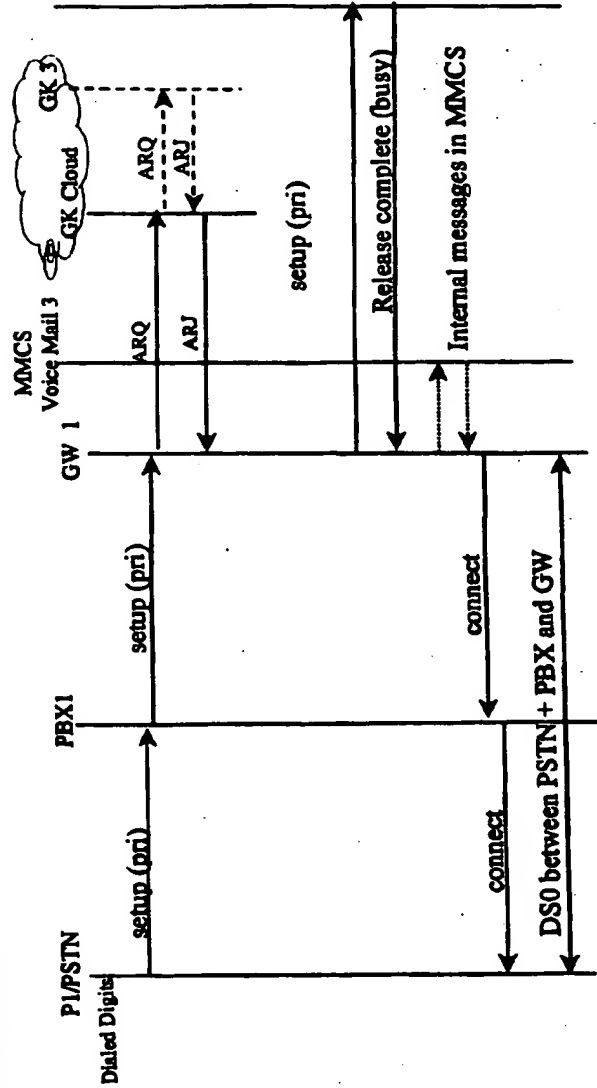 P1/PSTN
Dialed Digits
PBX1
GW 1
MMCS
Voice Mail 3
GK Cloud
GK 3
setup (pri)
setup (pri)
ARQ
ARQ
ARJ
ARJ
setup (pri)
Release complete (busy)
Internal messages in MMCS
connect
connect
DS0 between PSTN + PBX and GW